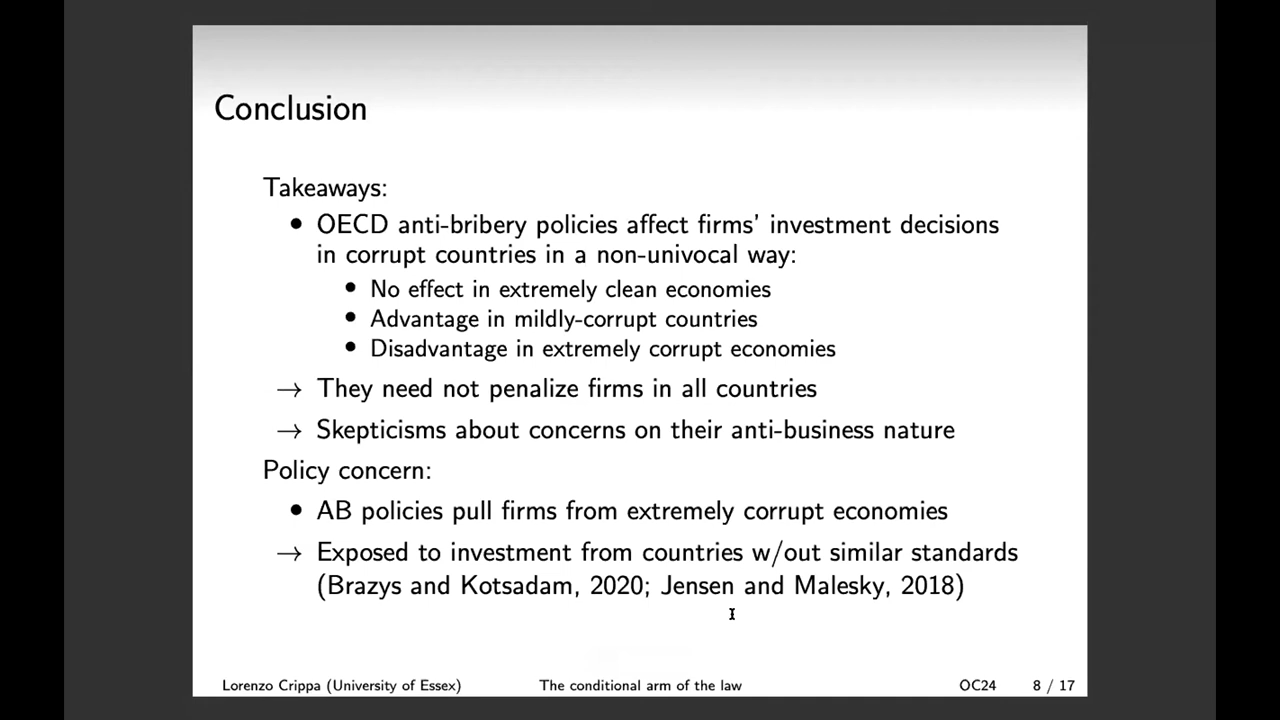 Conclusion
Takeaways:
• OECD anti-bribery policies affect firms' investment decisions
in corrupt countries in a non-univocal way:
• No effect in extremely clean economies
• Advantage in mildly-corrupt countries
• Disadvantage in extremely corrupt economies
→ They need not penalize firms in all countries
→ Skepticisms about concerns on their anti-business nature
Policy concern:
• AB policies pull firms from extremely corrupt economies
→ Exposed to investment from countries w/out similar standards
(Brazys and Kotsadam, 2020; Jensen and Malesky, 2018)
Lorenzo Crippa (University of Essex) The conditional arm of the law OC24 8 / 17